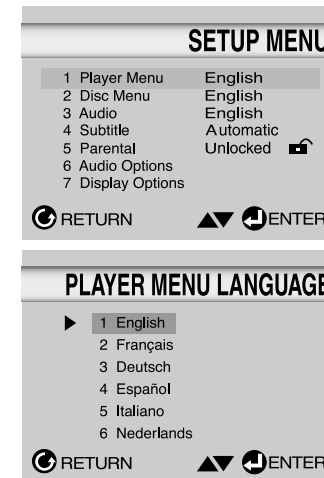 SETUP MENU
1 Player Menu English
2 Disc Menu English
3 Audio English
4 Subtitle Automatic
5 Parental Unlocked
6 Audio Options
7 Display Options
RETURN ENTER
PLAYER MENU LANGUAGE
1 English
2 Français
3 Deutsch
4 Español
5 Italiano
6 Nederlands
RETURN ENTER